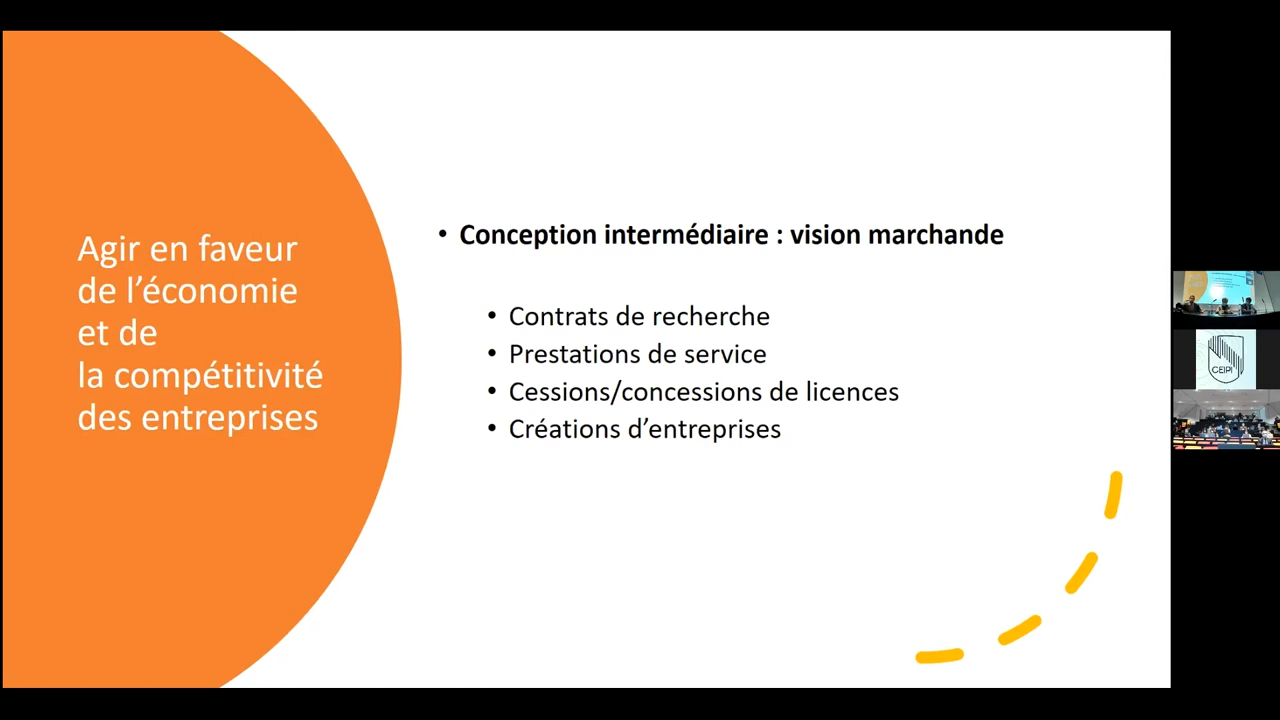 Agir en faveur
de l’économie
et de
la compétitivité
des entreprises
• Conception intermédiaire : vision marchande
• Contrats de recherche
• Prestations de service
• Cessions/concessions de licences
• Créations d’entreprises
CEIPI